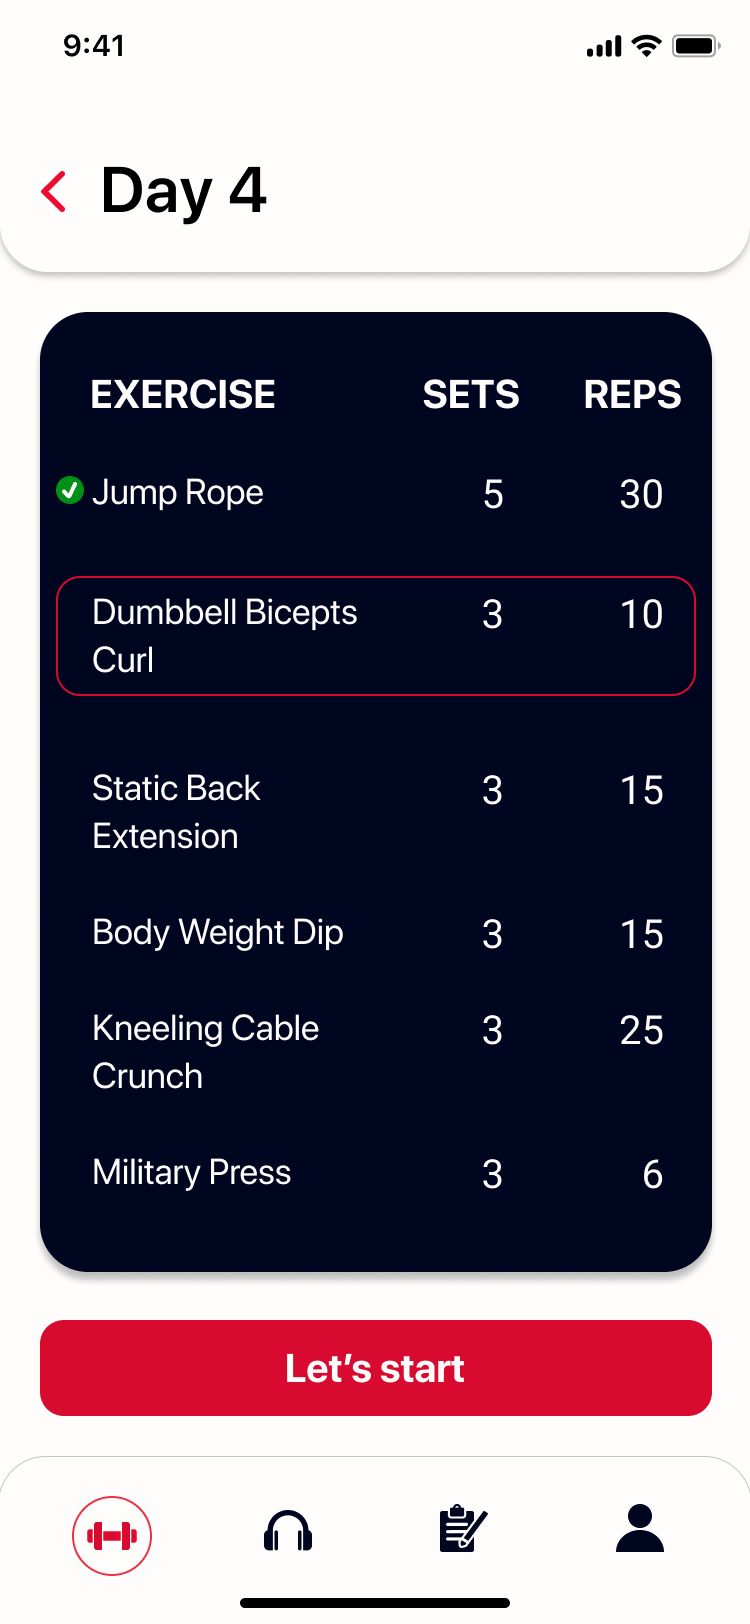 9:41
Day 4
EXERCISE SETS REPS
Jump Rope 5 30
Dumbbell Bicepts 3 10
Curl
Static Back 3 15
Extension
Body Weight Dip 3 15
Kneeling Cable 3 25
Crunch
Military Press 3 6
Let’s start